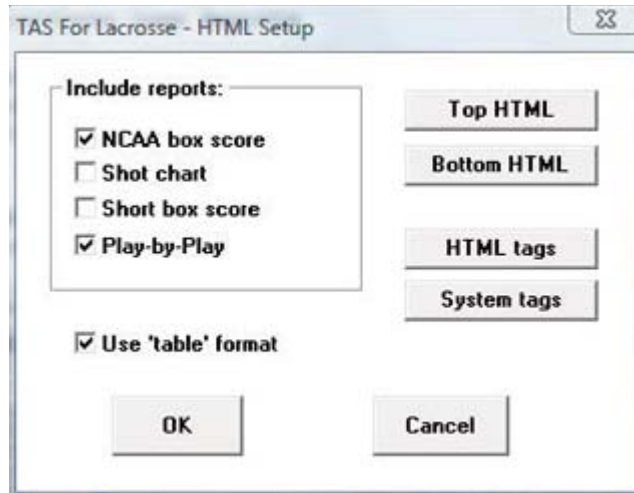 TAS For Lacrosse - HTML Setup
Include reports:
NCAA box score
Shot chart
Short box score
Play-by-Play
Use 'table' format
Top HTML
Bottom HTML
HTML tags
System tags
OK
Cancel